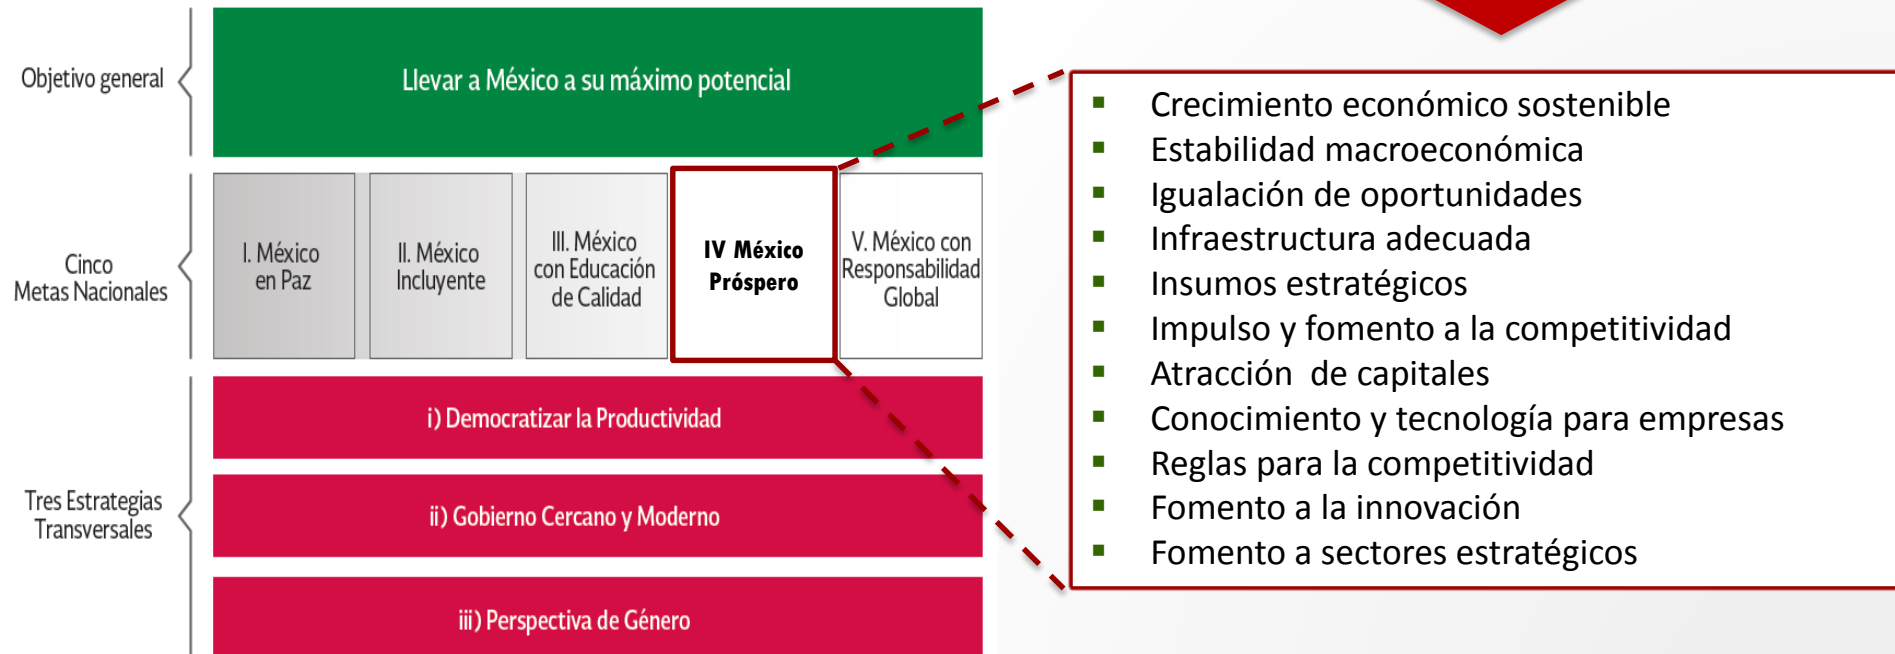 Objetivo general
Llevar a México a su máximo potencial
Cinco
Metas Nacionales
I. México
en Paz
II. México
Incluyente
III. México
con Educación
de Calidad
IV México
Próspero
V. México con
Responsabilidad
Global
Tres Estrategias
Transversales
i) Democratizar la Productividad
ii) Gobierno Cercano y Moderno
iii) Perspectiva de Género
▪ Crecimiento económico sostenible
▪ Estabilidad macroeconómica
▪ Igualación de oportunidades
▪ Infraestructura adecuada
▪ Insumos estratégicos
▪ Impulso y fomento a la competitividad
▪ Atracción  de capitales
▪ Conocimiento y tecnología para empresas
▪ Reglas para la competitividad
▪ Fomento a la innovación
▪ Fomento a sectores estratégicos